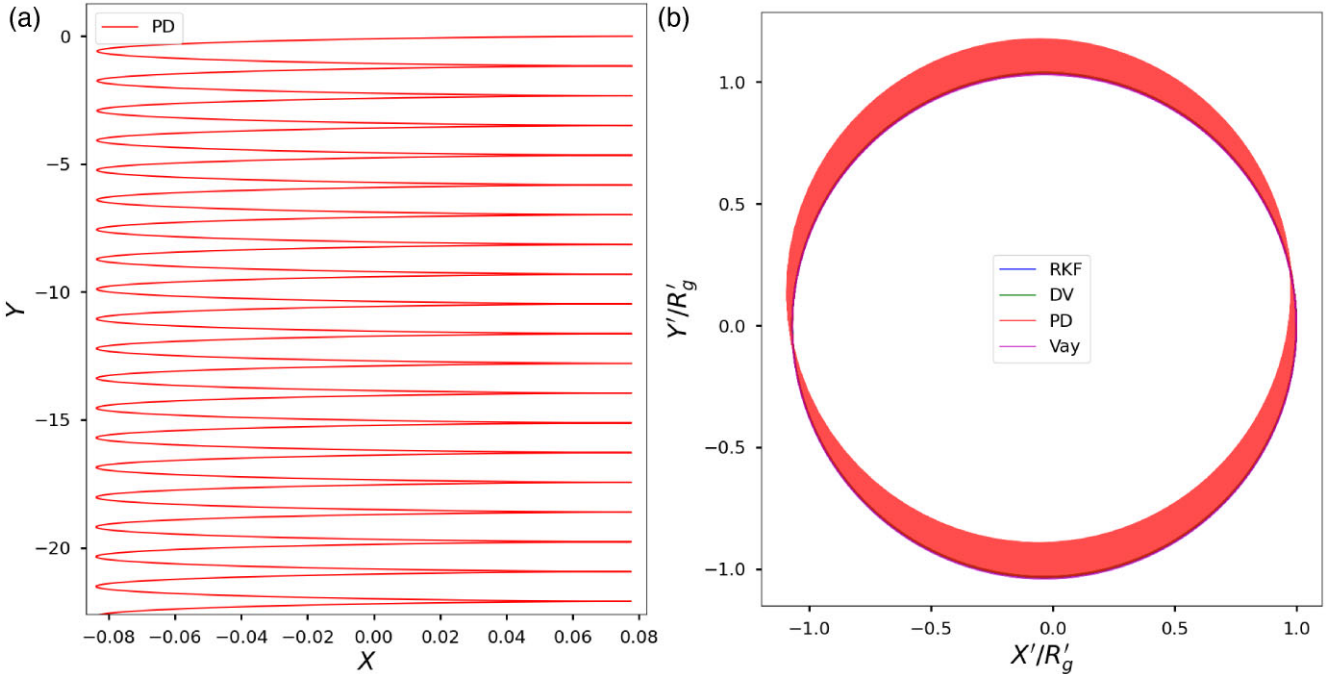 (a)
PD
0
−5
−10
−15
−20
Y
−0.08 −0.06 −0.04 −0.02 0.00 0.02 0.04 0.06 0.08
X
(b)
1.0
0.5
0.0
−0.5
−1.0
Y′/R′g
RKF
DV
PD
Vay
−1.0 −0.5 0.0 0.5 1.0
X′/R′g